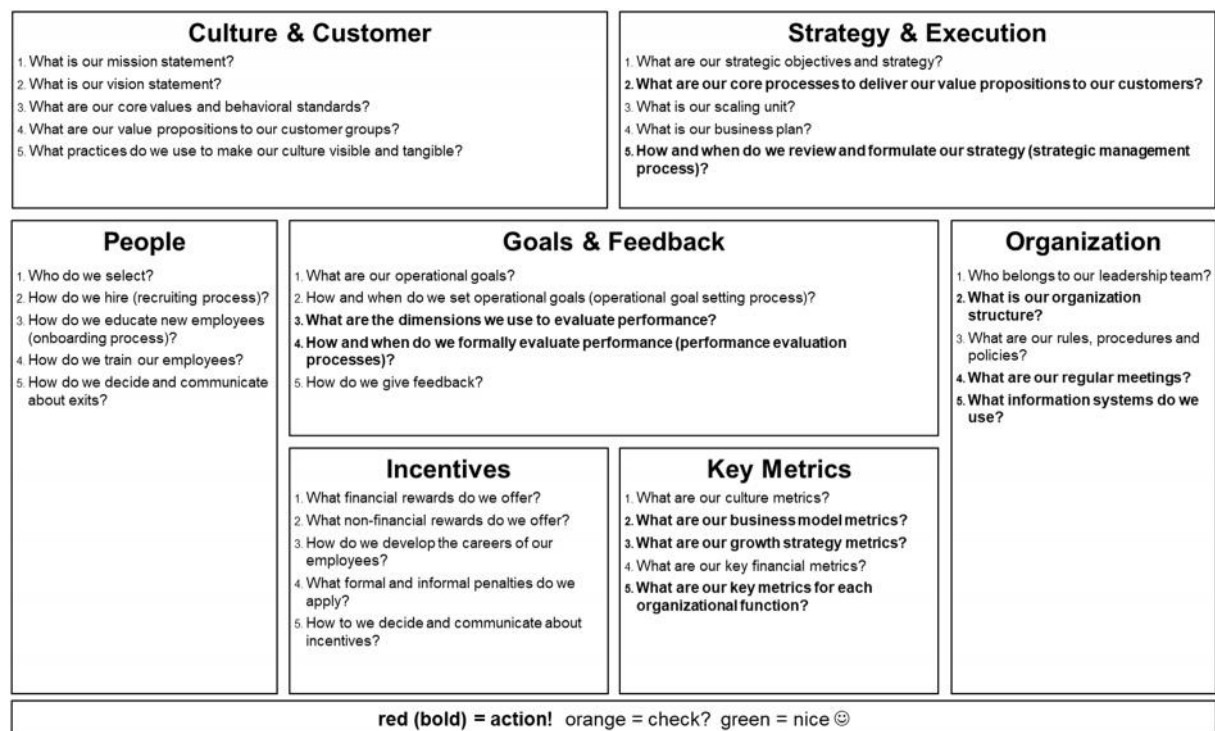 Culture & Customer
1. What is our mission statement?
2. What is our vision statement?
3. What are our core values and behavioral standards?
4. What are our value propositions to our customer groups?
5. What practices do we use to make our culture visible and tangible?
Strategy & Execution
1. What are our strategic objectives and strategy?
2. What are our core processes to deliver our value propositions to our customers?
3. What is our scaling unit?
4. What is our business plan?
5. How and when do we review and formulate our strategy (strategic management
process)?
People
1. Who do we select?
2. How do we hire (recruiting process)?
3. How do we educate new employees
(onboarding process)?
4. How do we train our employees?
5. How do we decide and communicate
about exits?
Goals & Feedback
1. What are our operational goals?
2. How and when do we set operational goals (operational goal setting process)?
3. What are the dimensions we use to evaluate performance?
4. How and when do we formally evaluate performance (performance evaluation
processes)?
5. How do we give feedback?
Organization
1. Who belongs to our leadership team?
2. What is our organization
structure?
3. What are our rules, procedures and
policies?
4. What are our regular meetings?
5. What information systems do we
use?
Incentives
1. What financial rewards do we offer?
2. What non-financial rewards do we offer?
3. How do we develop the careers of our
employees?
4. What formal and informal penalties do we
apply?
5. How to we decide and communicate about
incentives?
Key Metrics
1. What are our culture metrics?
2. What are our business model metrics?
3. What are our growth strategy metrics?
4. What are our key financial metrics?
5. What are our key metrics for each
organizational function?
red (bold) = action! orange = check? green = nice ☺